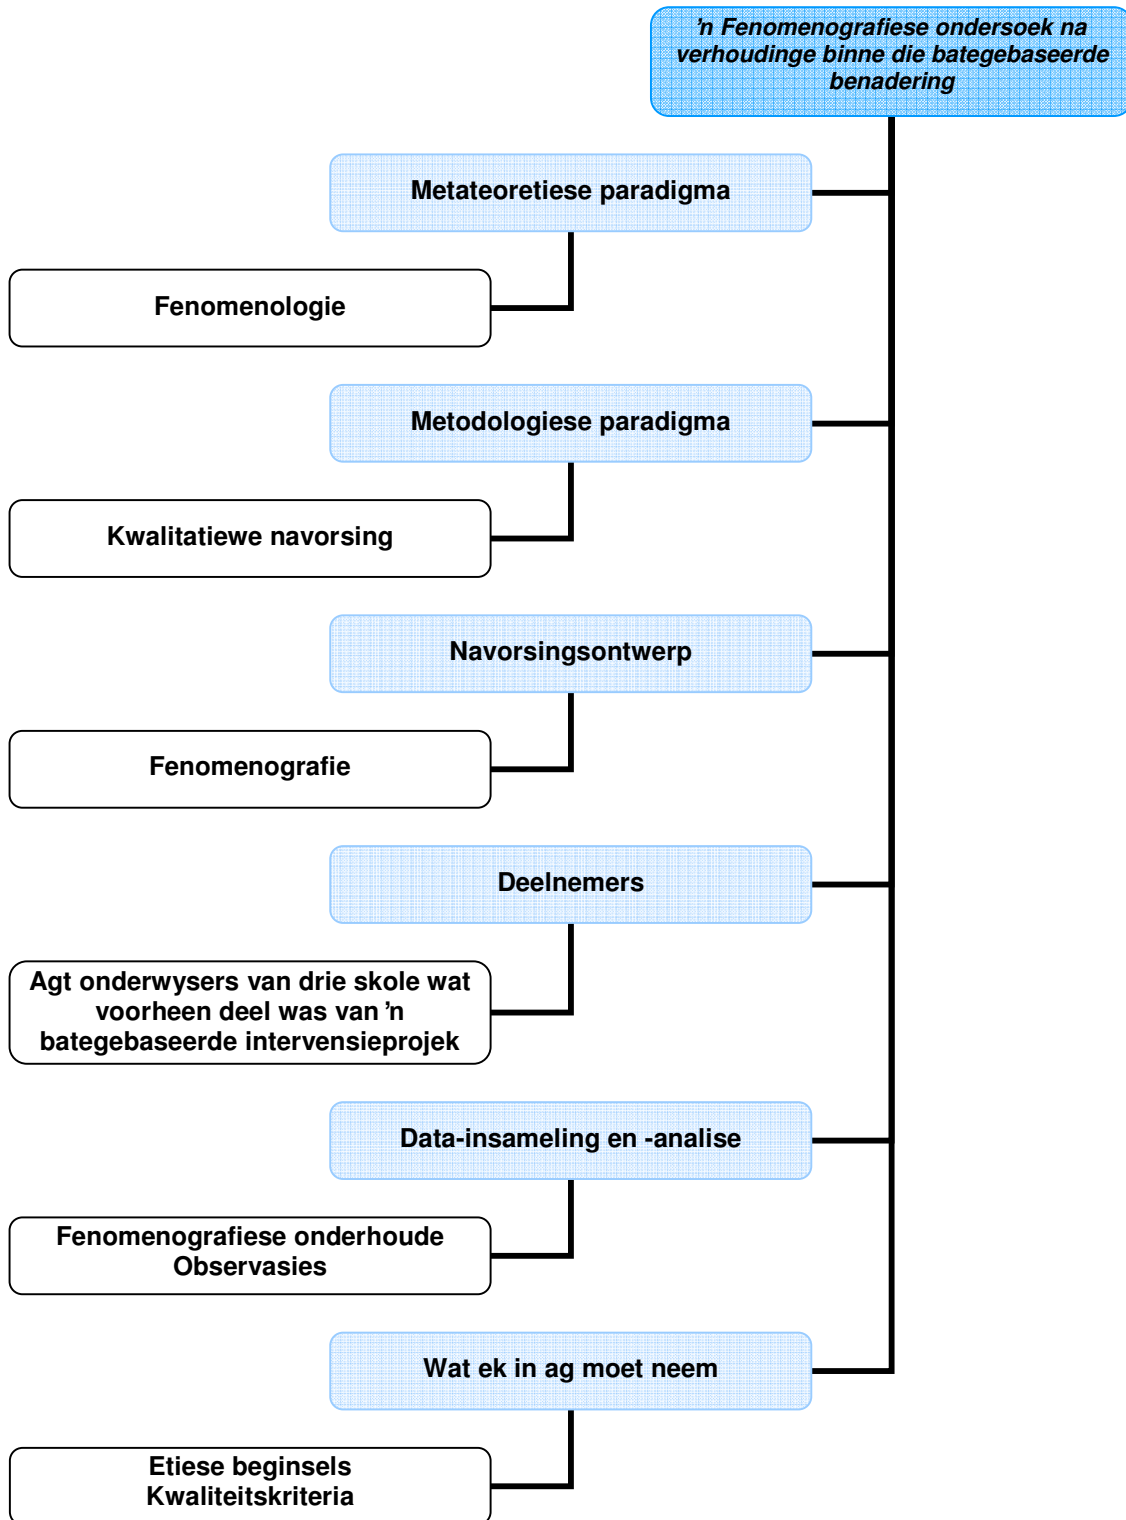 'n Fenomenografiese ondersoek na
verhoudinge binne die bategebaseerde
benadering
Metateoretiese paradigma
Fenomenologie
Metodologiese paradigma
Kwalitatiewe navorsing
Navorsingsontwerp
Fenomenografie
Deelnemers
Agt onderwysers van drie skole wat
voorheen deel was van 'n
bategebaseerde intervensieprojek
Data-insameling en -analise
Fenomenografiese onderhoude
Observasies
Wat ek in ag moet neem
Etiese beginsels
Kwaliteitskriteria